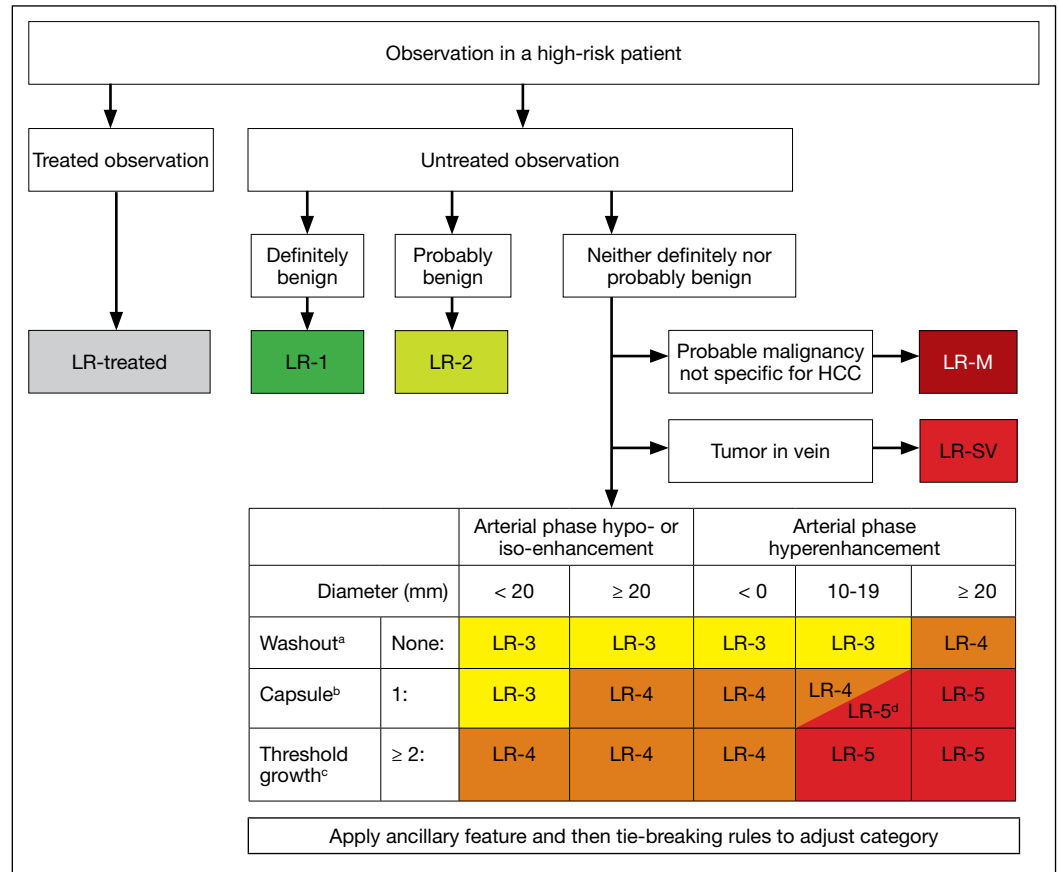 Observation in a high-risk patient
Treated observation
Untreated observation
Definitely
benign
Probably
benign
Neither definitely nor
probably benign
LR-treated
LR-1
LR-2
Probable malignancy
not specific for HCC
LR-M
Tumor in vein
LR-SV
Arterial phase hypo- or
iso-enhancement
Arterial phase
hyperenhancement
Diameter (mm) < 20 ≥ 20 < 0 10-19 ≥ 20
Washoutᵃ None: LR-3 LR-3 LR-3 LR-3 LR-4
Capsuleᵇ 1: LR-3 LR-4 LR-4 LR-4 LR-5ᵈ LR-5
Threshold
growthᶜ ≥ 2: LR-4 LR-4 LR-4 LR-5 LR-5
Apply ancillary feature and then tie-breaking rules to adjust category